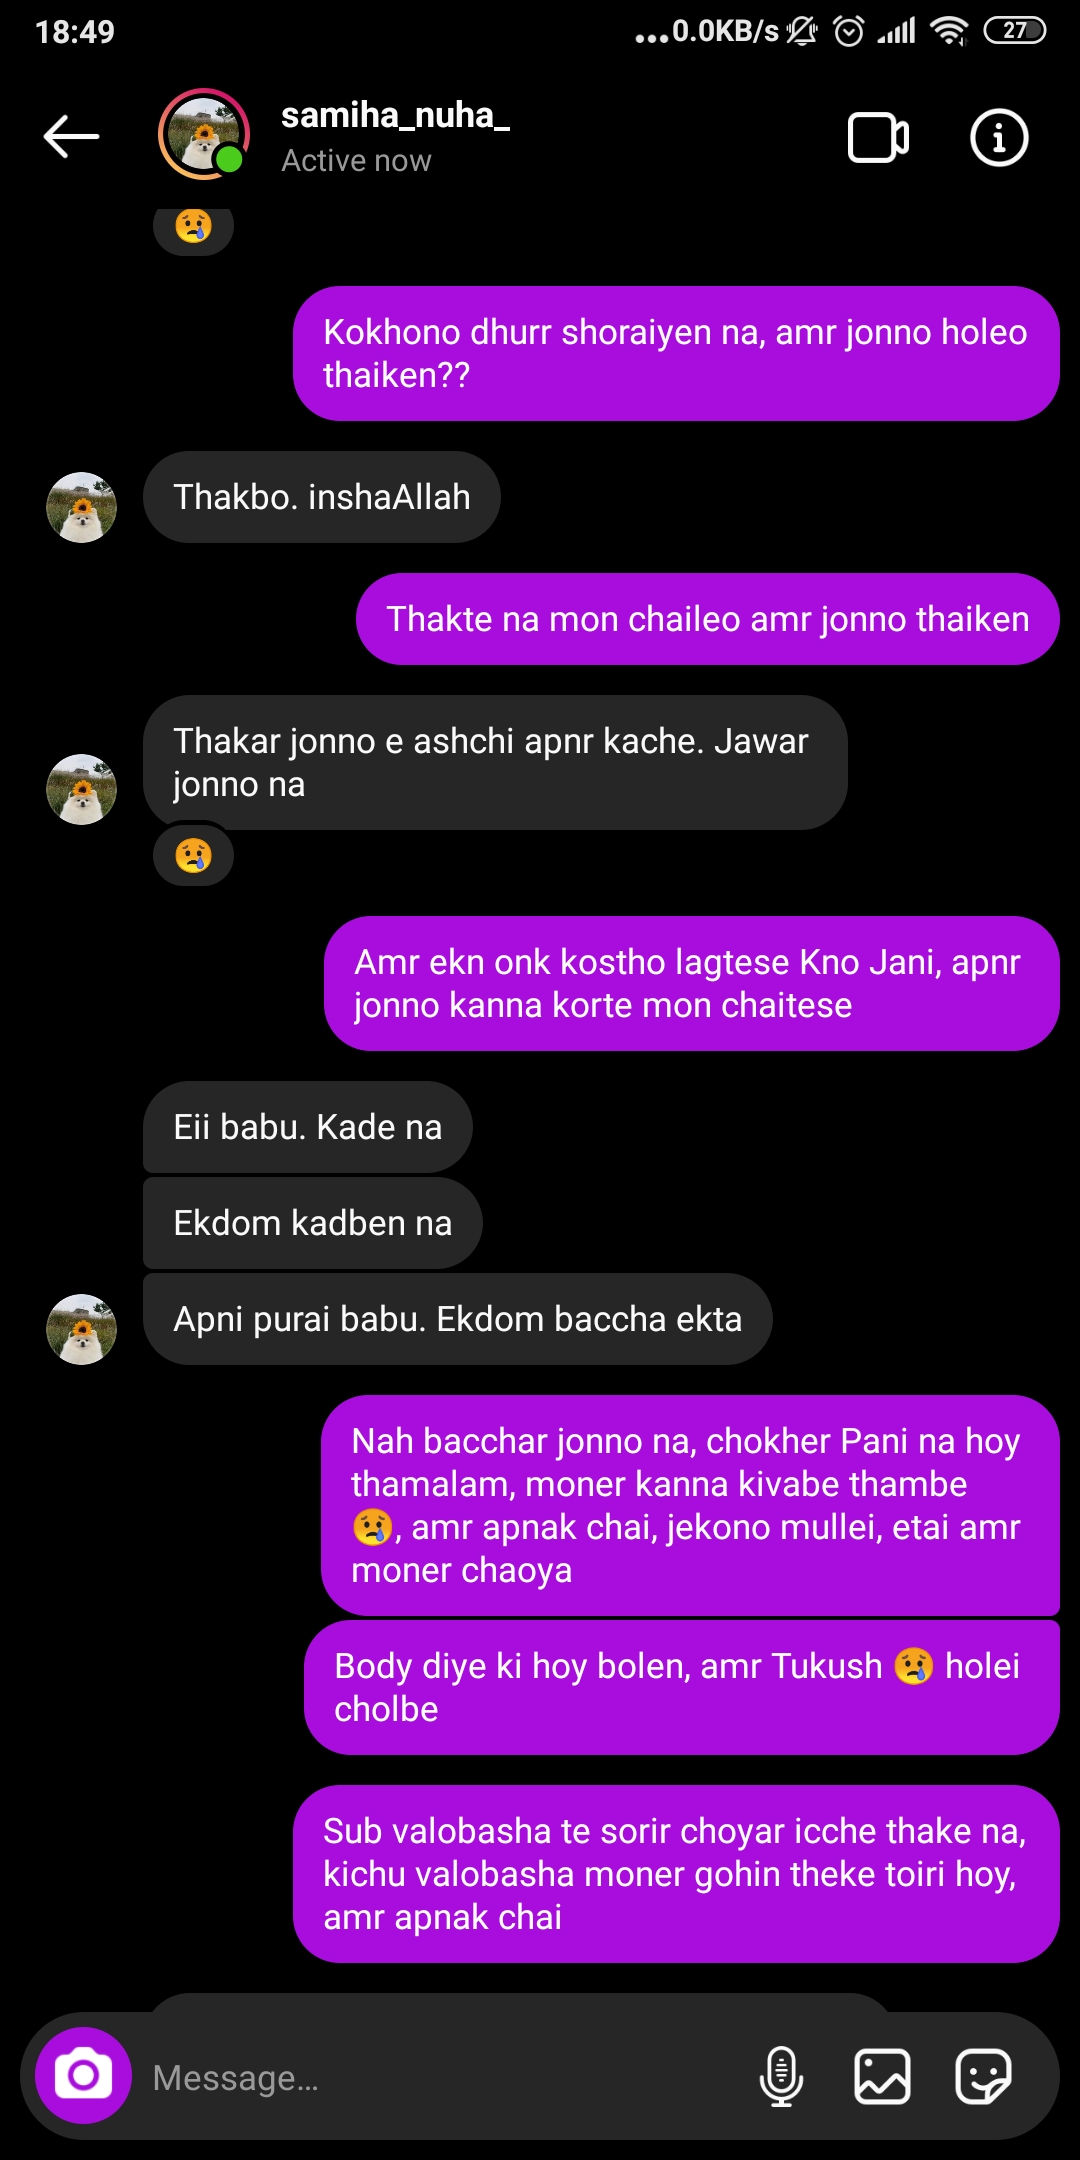 18:49
...0.0KB/s
27
samiha_nuha_
Active now
😢
Kokhono dhurr shoraiyen na, amr jonno holeo
thaiken??
Thakbo. inshaAllah
Thakte na mon chaileo amr jonno thaiken
Thakar jonno e ashchi apnr kache. Jawar
jonno na
😢
Amr ekn onk kostho lagtese Kno Jani, apnr
jonno kanna korte mon chaitese
Eii babu. Kade na
Ekdom kadben na
Apni purai babu. Ekdom baccha ekta
Nah bacchar jonno na, chokher Pani na hoy
thamalam, moner kanna kivabe thambe
😢, amr apnak chai, jekono mullei, etai amr
moner chaoya
Body diye ki hoy bolen, amr Tukush 😢 holei
cholbe
Sub valobasha te sorir choyar icche thake na,
kichu valobasha moner gohin theke toiri hoy,
amr apnak chai
Message...